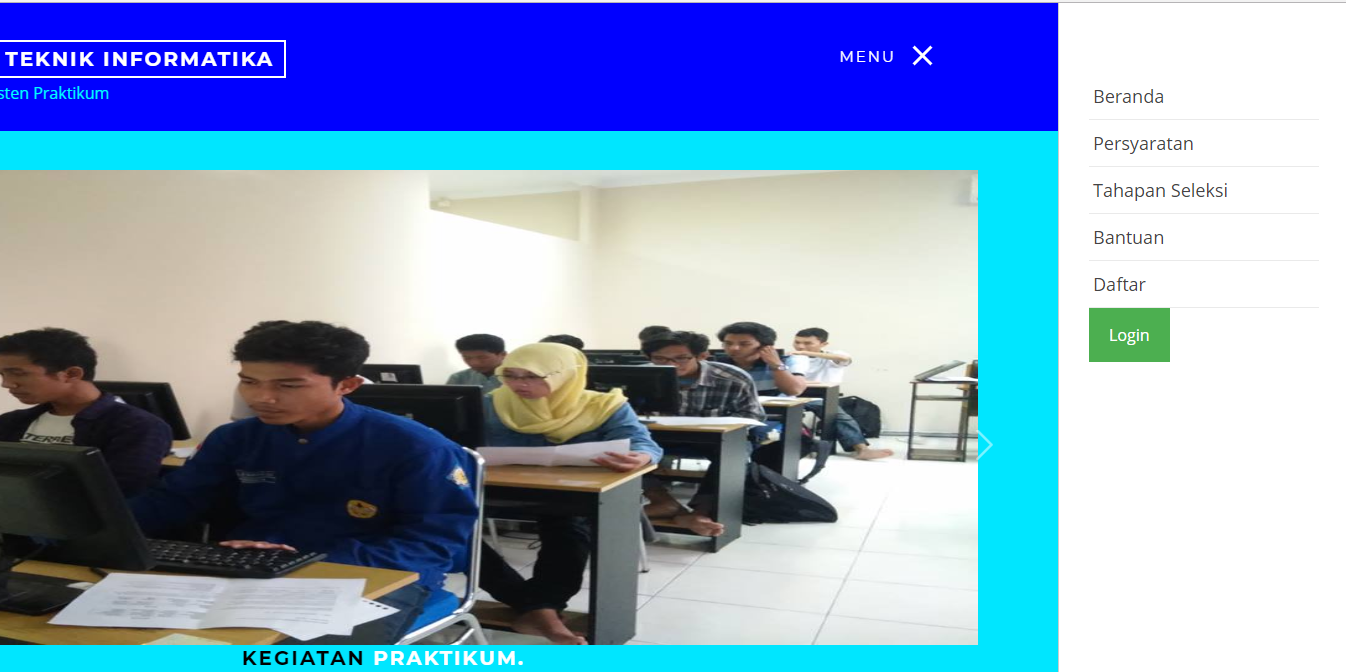 TEKNIK INFORMATIKA
sten Praktikum
MENU
Beranda
Persyaratan
Tahapan Seleksi
Bantuan
Daftar
Login
KEGIATAN PRAKTIKUM.